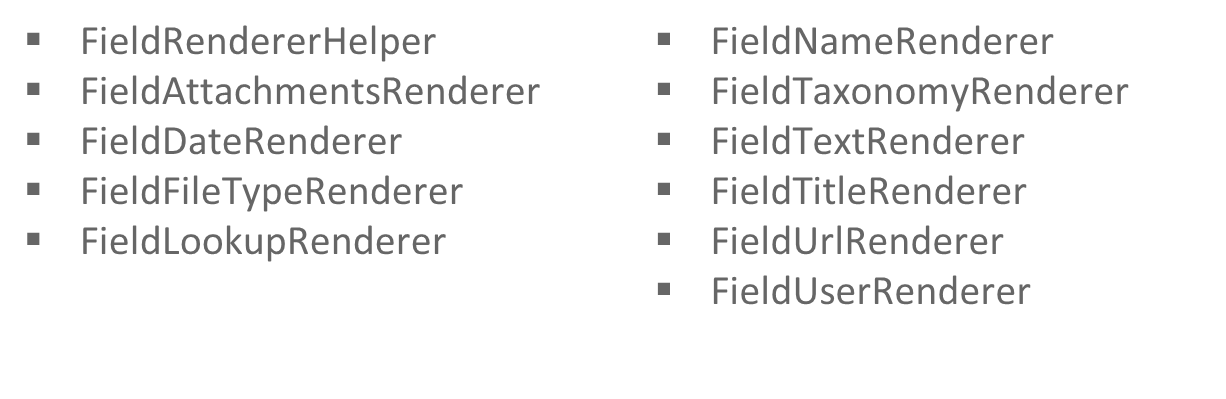 ▪ FieldRendererHelper
▪ FieldAttachmentsRenderer
▪ FieldDateRenderer
▪ FieldFileTypeRenderer
▪ FieldLookupRenderer
▪ FieldNameRenderer
▪ FieldTaxonomyRenderer
▪ FieldTextRenderer
▪ FieldTitleRenderer
▪ FieldUrlRenderer
▪ FieldUserRenderer